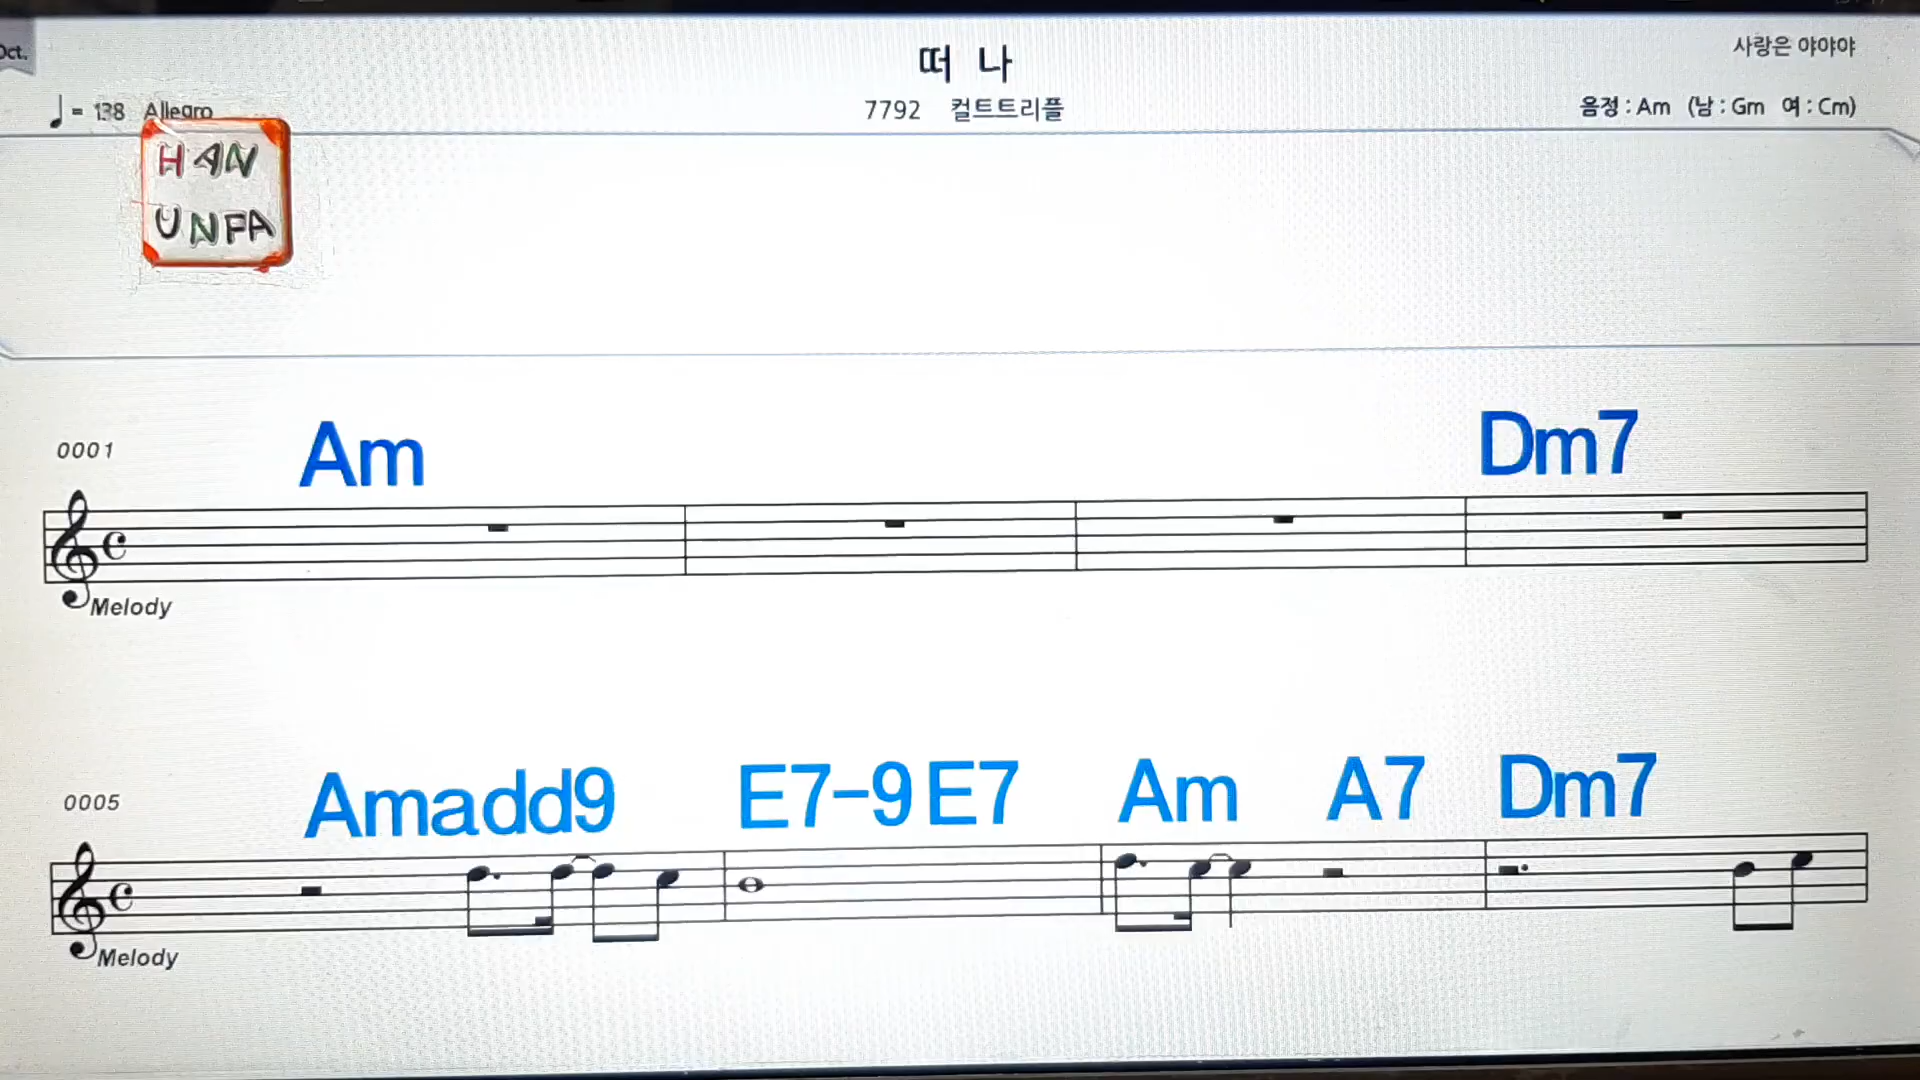 Oct.
떠 나
사랑은 야야야
♩ = 138 Allegro
7792 컬트트리플
음정 : Am (남 : Gm 여 : Cm)
HAN
UNFA
0001
Am
Dm7
Melody
0005
Amadd9 E7-9 E7 Am A7 Dm7
Melody